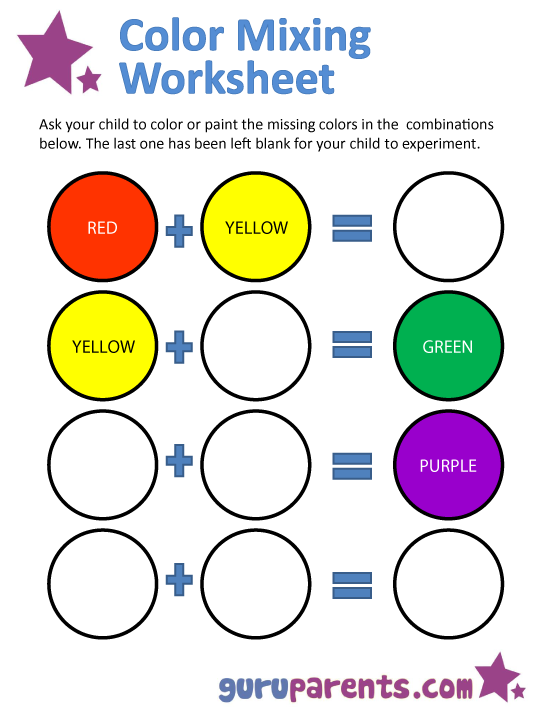 Color Mixing
Worksheet
Ask your child to color or paint the missing colors in the combinations
below. The last one has been left blank for your child to experiment.
RED + YELLOW =
YELLOW + = GREEN
+ = PURPLE
+ =
guruparents.com